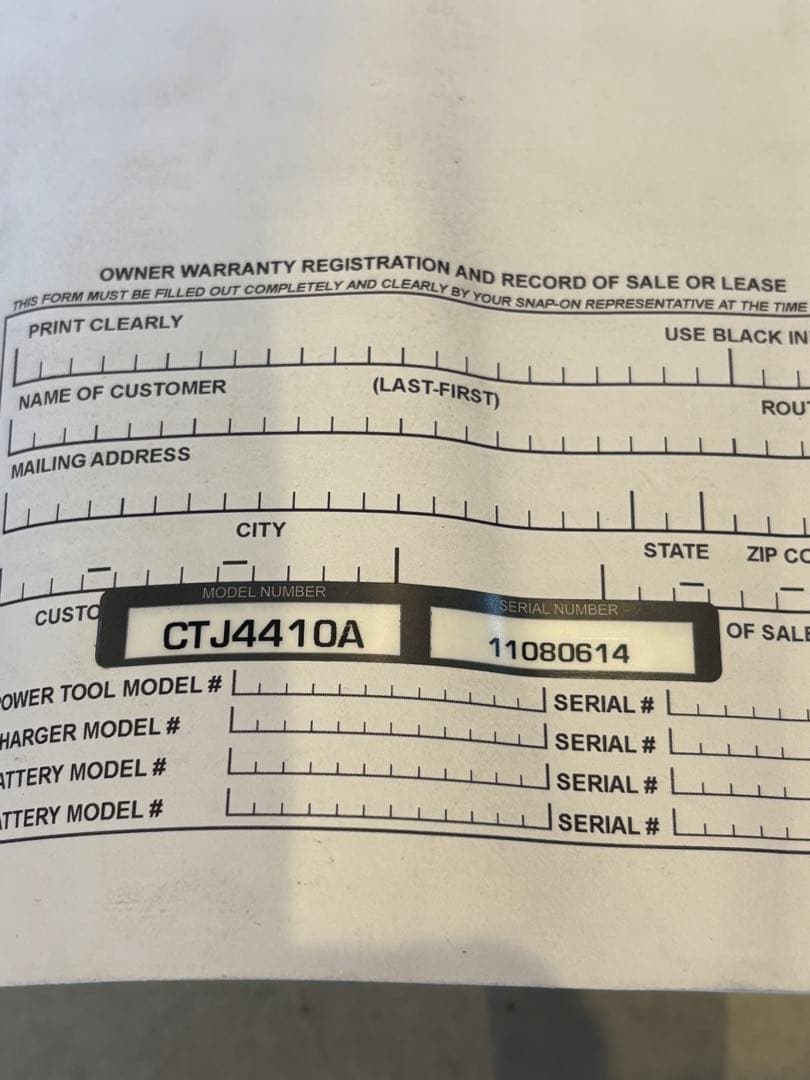 OWNER WARRANTY REGISTRATION AND RECORD OF SALE OR LEASE
THIS FORM MUST BE FILLED OUT COMPLETELY AND CLEARLY BY YOUR SNAP-ON REPRESENTATIVE AT THE TIME
PRINT CLEARLY USE BLACK IN
NAME OF CUSTOMER (LAST-FIRST) ROUT
MAILING ADDRESS
CITY STATE ZIP CO
MODEL NUMBER SERIAL NUMBER
CUSTO CTJ4410A 11080614 OF SALE
OWER TOOL MODEL # SERIAL #
HARGER MODEL # SERIAL #
ATTERY MODEL # SERIAL #
ATTERY MODEL # SERIAL #